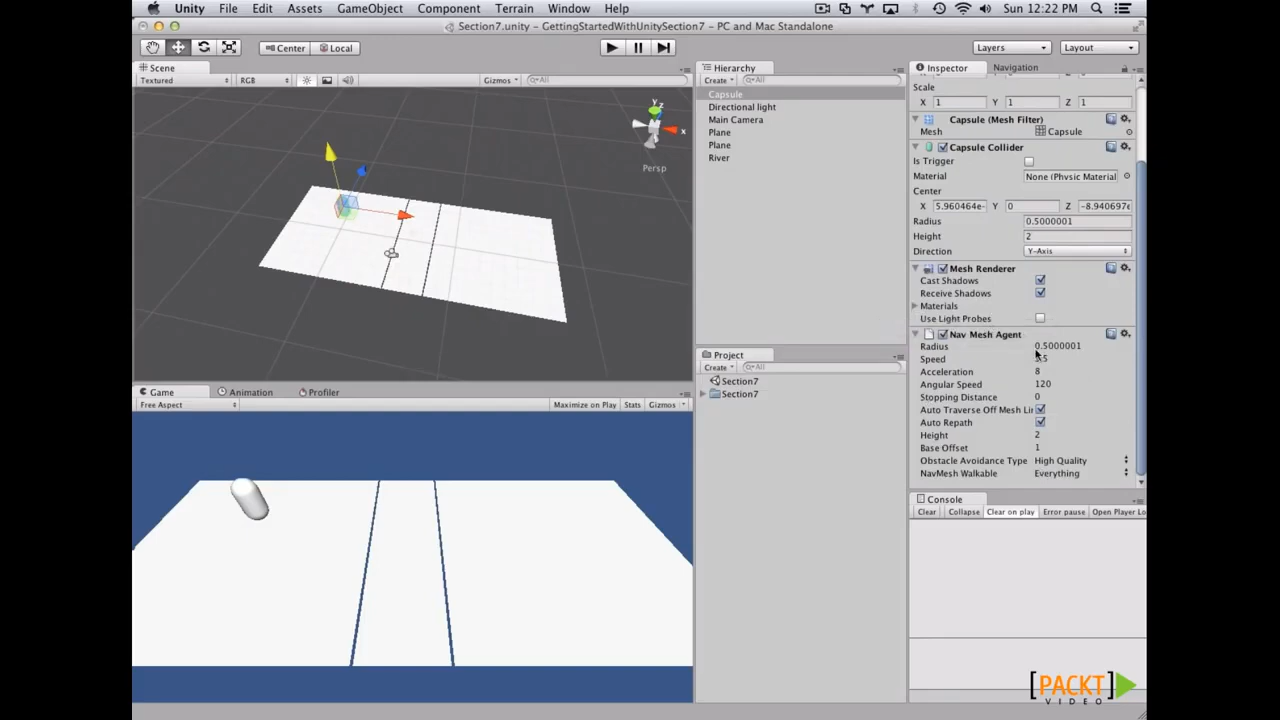 Unity File Edit Assets GameObject Component Terrain Window Help Sun 12:22 PM
Section7.unity – GettingStartedWithUnitySection7 – PC and Mac Standalone
Center Local Layers Layout
Scene
Textured RGB Gizmos All
y z x
Persp
Game Animation Profiler
Free Aspect Maximize on Play Stats Gizmos
Hierarchy
Create All
Capsule
Directional light
Main Camera
Plane
Plane
River
Project
Create All
Section7
Section7
Inspector Navigation
Scale
X 1 Y 1 Z 1
Capsule (Mesh Filter)
Mesh Capsule
Capsule Collider
Is Trigger
Material None (Physic Material
Center
X 5.960464e- Y 0 Z -8.940697e
Radius 0.5000001
Height 2
Direction Y-Axis
Mesh Renderer
Cast Shadows
Receive Shadows
Materials
Use Light Probes
Nav Mesh Agent
Radius 0.5000001
Speed
Acceleration 8
Angular Speed 120
Stopping Distance 0
Auto Traverse Off Mesh Li
Auto Repath
Height 2
Base Offset 1
Obstacle Avoidance Type High Quality
NavMesh Walkable Everything
Console
Clear Collapse Clear on play Error pause Open Player Lo
[PACKT]
VIDEO